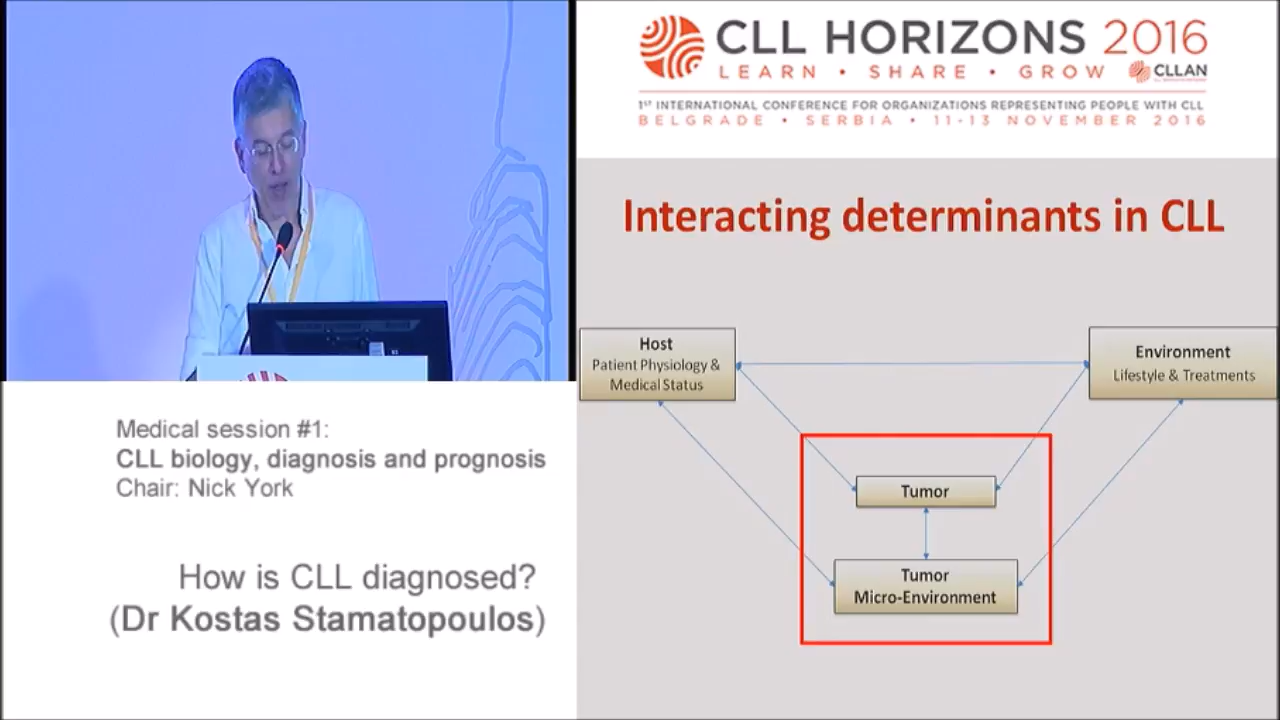 CLL HORIZONS 2016
LEARN • SHARE • GROW
CLLAN
1ST INTERNATIONAL CONFERENCE FOR ORGANIZATIONS REPRESENTING PEOPLE WITH CLL
BELGRADE • SERBIA • 11-13 NOVEMBER 2016
Interacting determinants in CLL
Host
Patient Physiology &
Medical Status
Environment
Lifestyle & Treatments
Tumor
Tumor
Micro-Environment
Medical session #1:
CLL biology, diagnosis and prognosis
Chair: Nick York
How is CLL diagnosed?
(Dr Kostas Stamatopoulos)